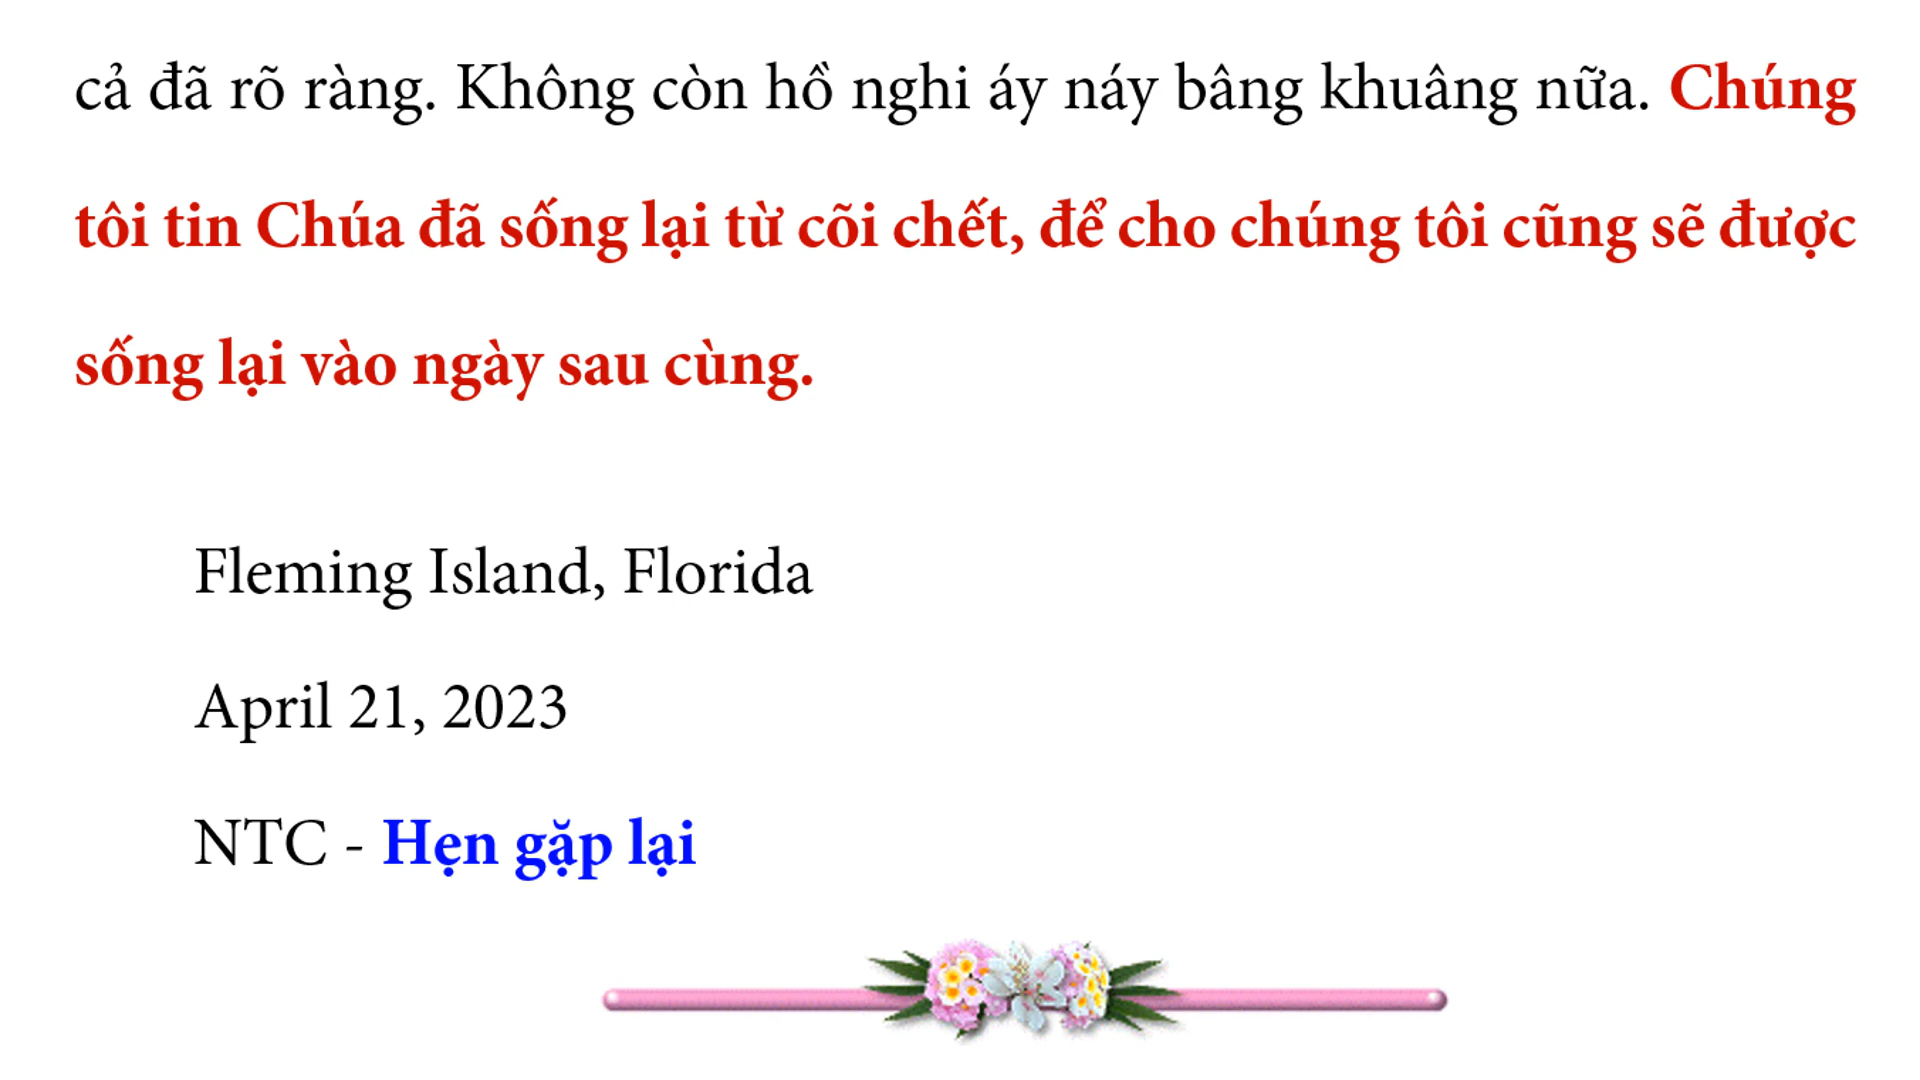 cả đã rõ ràng. Không còn hồ nghi áy náy bâng khuâng nữa. Chúng
tôi tin Chúa đã sống lại từ cõi chết, để cho chúng tôi cũng sẽ được
sống lại vào ngày sau cùng.
Fleming Island, Florida
April 21, 2023
NTC - Hẹn gặp lại